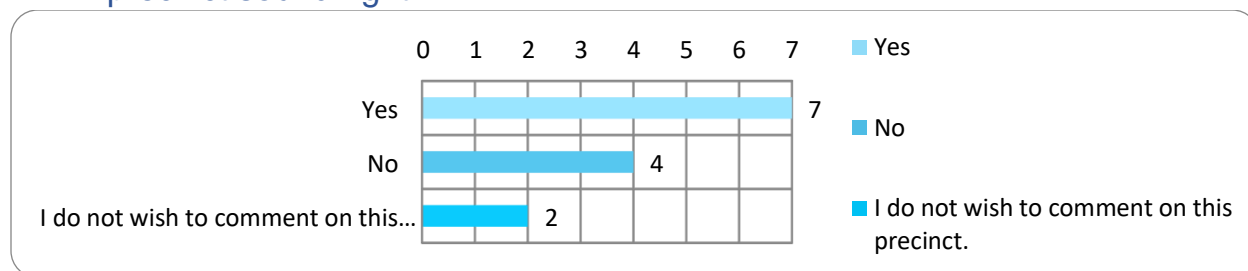 0 1 2 3 4 5 6 7
Yes 7
No 4
I do not wish to comment on this... 2
Yes
No
I do not wish to comment on this
precinct.